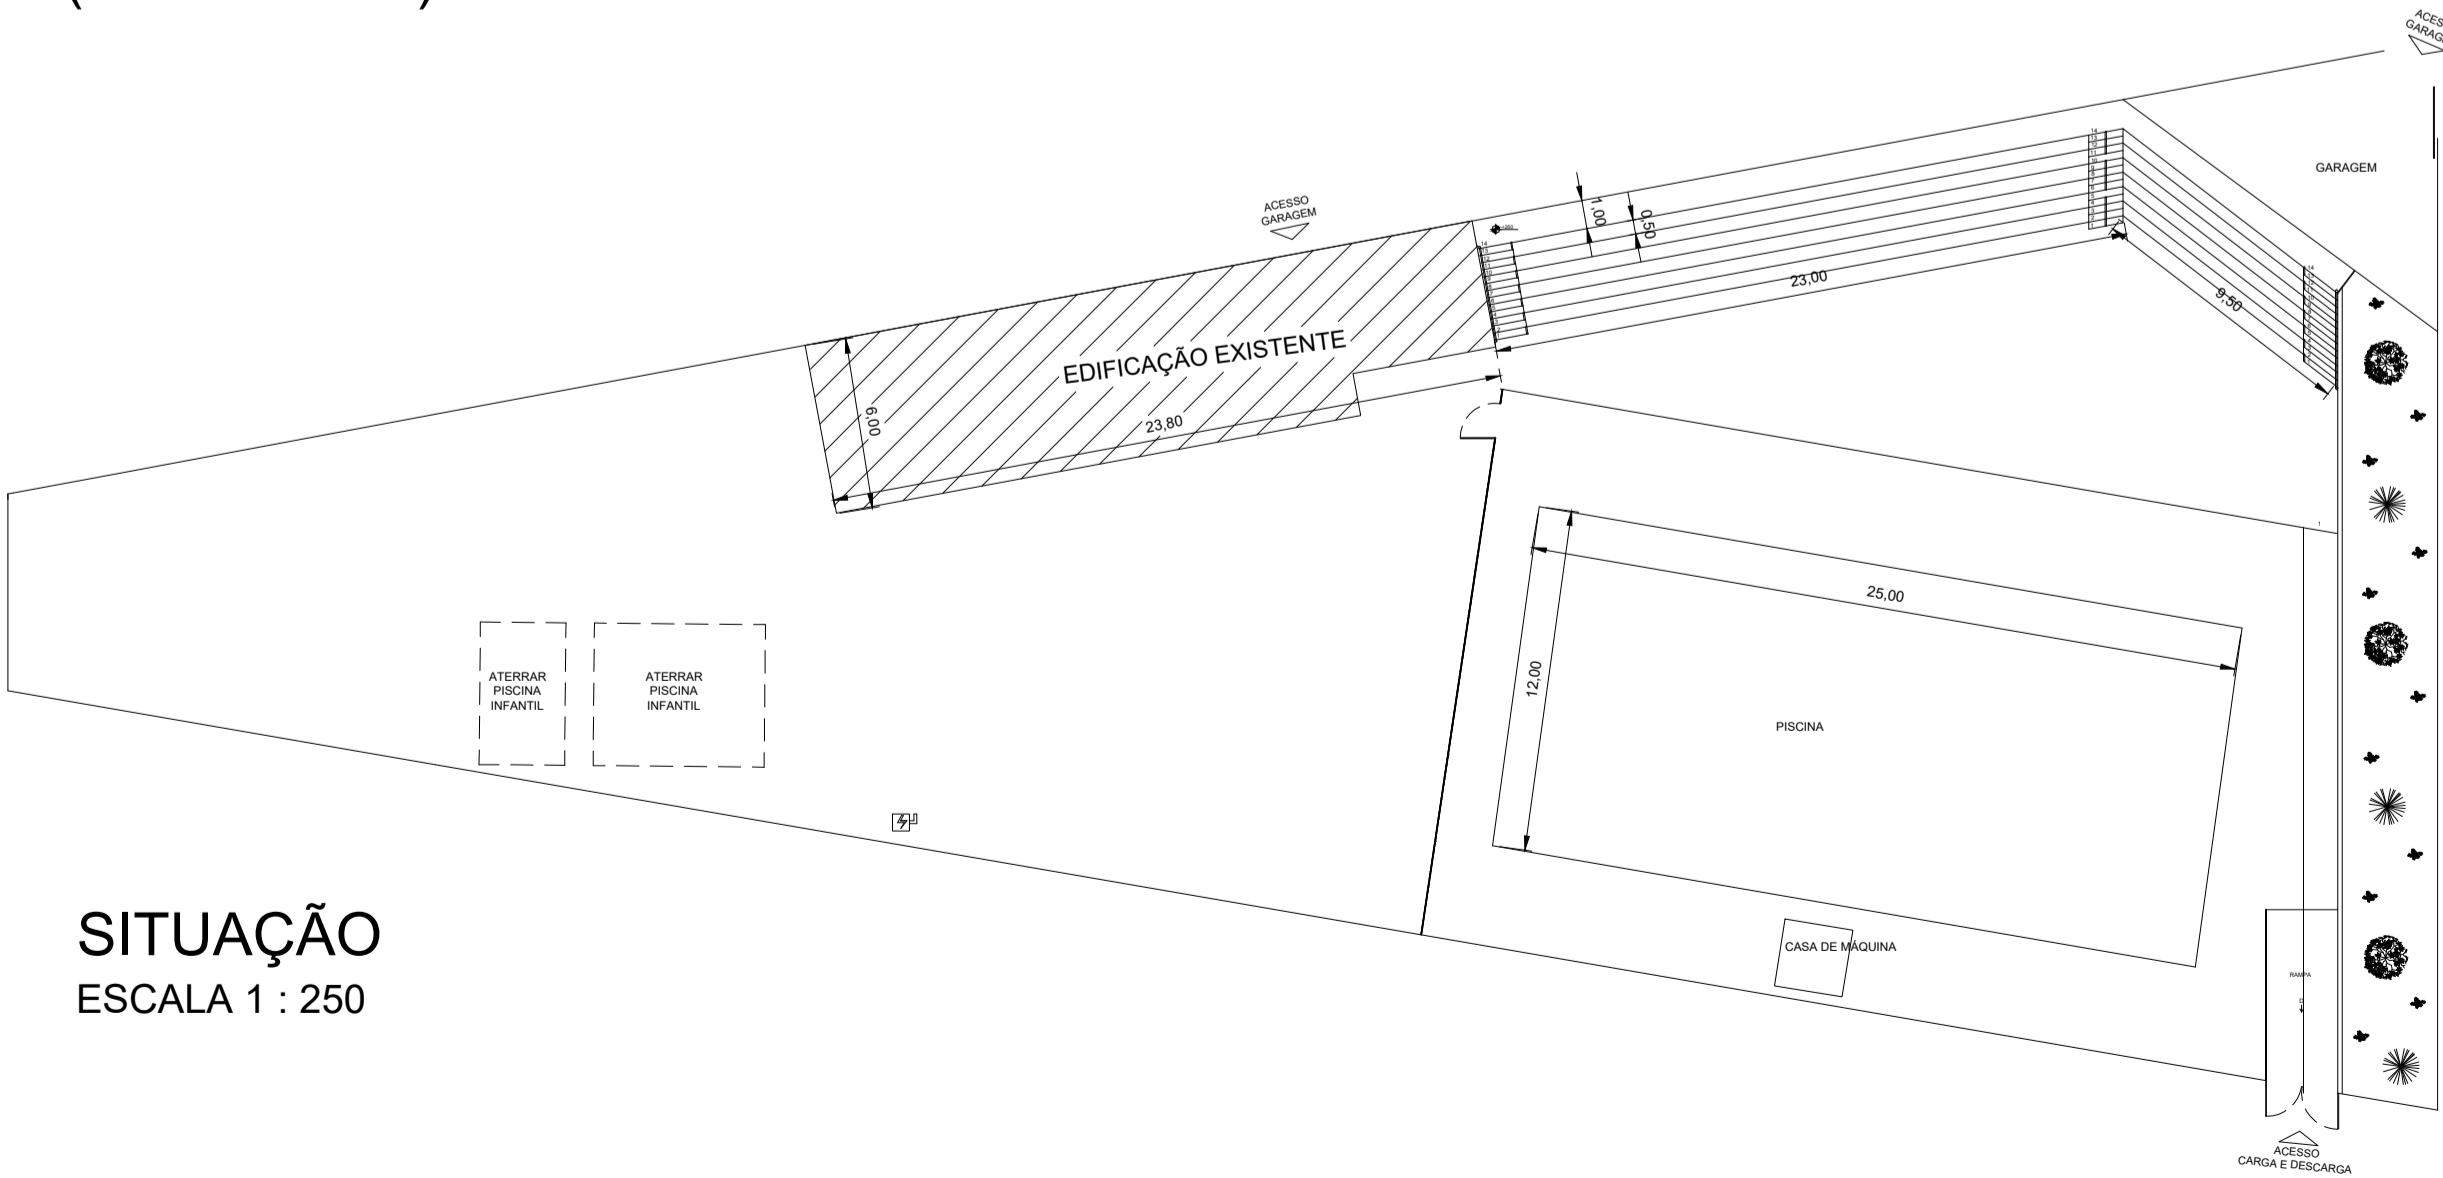 ACESSO
GARAGEM
GARAGEM
1,00
0,50
23,00
9,50
EDIFICAÇÃO EXISTENTE
6,00
23,80
25,00
12,00
PISCINA
ATERRAR
PISCINA
INFANTIL
ATERRAR
PISCINA
INFANTIL
CASA DE MÁQUINA
RAMPA
SITUAÇÃO
ESCALA 1 : 250
ACESSO
CARGA E DESCARGA